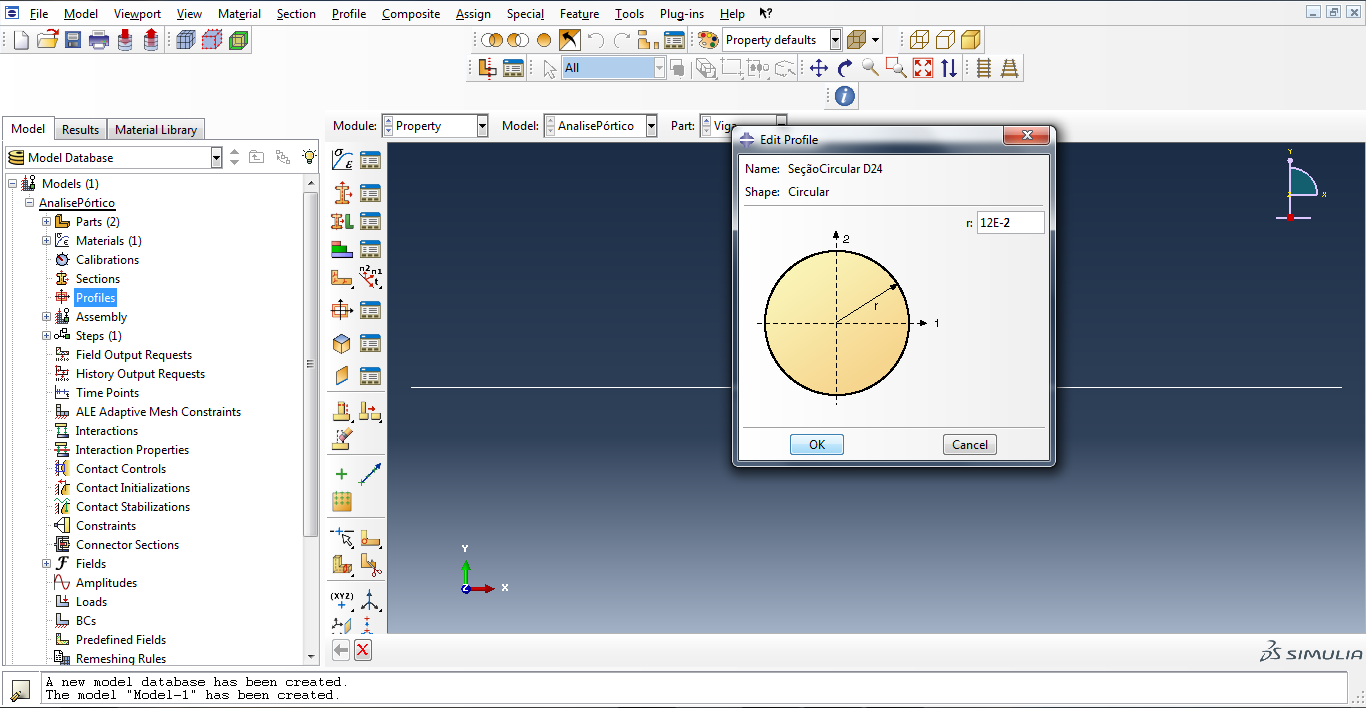 File Model Viewport View Material Section Profile Composite Assign Special Feature Tools Plug-ins Help
Property defaults
All
Model Results Material Library
Module: Property Model: AnalisePórtico Part: Viga
Model Database
Models (1)
AnalisePórtico
Parts (2)
Materials (1)
Calibrations
Sections
Profiles
Assembly
Steps (1)
Field Output Requests
History Output Requests
Time Points
ALE Adaptive Mesh Constraints
Interactions
Interaction Properties
Contact Controls
Contact Initializations
Contact Stabilizations
Constraints
Connector Sections
Fields
Amplitudes
Loads
BCs
Predefined Fields
Remeshing Rules
n2 n1
t
(XYZ)
Edit Profile
Name: SeçãoCircular D24
Shape: Circular
r: 12E-2
2
r
1
OK Cancel
Y
X
Y
X
Z
SIMULIA
A new model database has been created.
The model "Model-1" has been created.